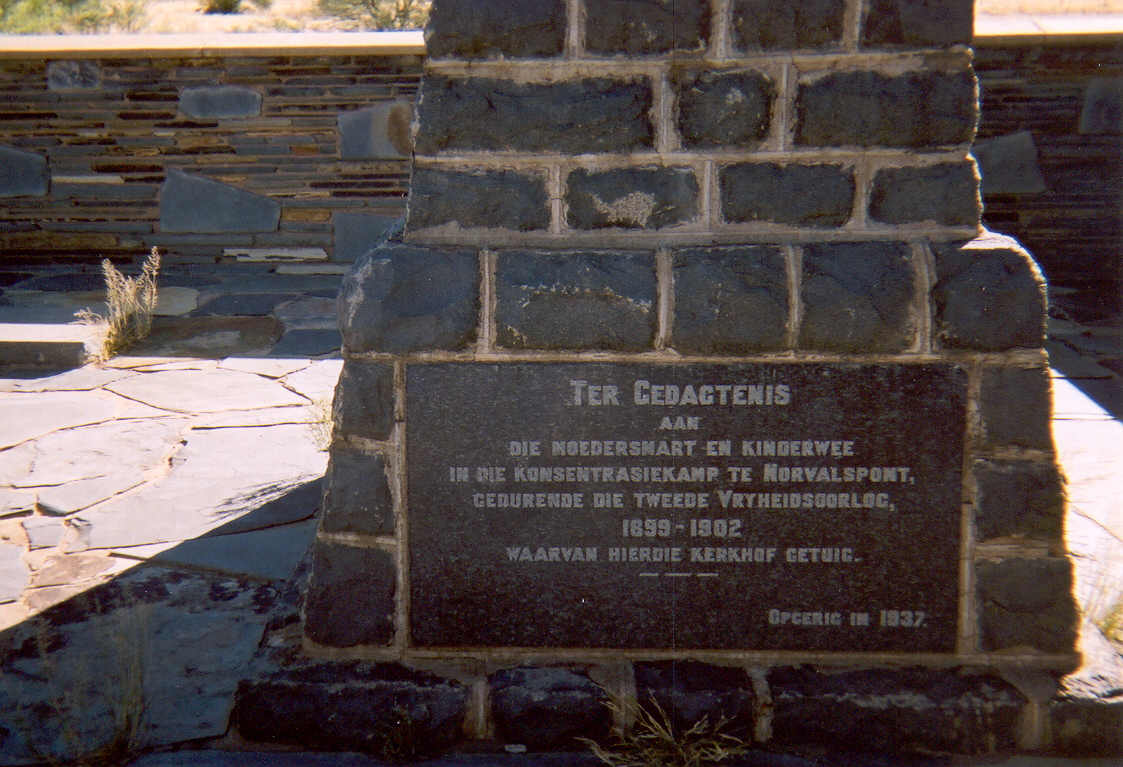 TER GEDAGTENIS
AAN
DIE MOEDERSMART EN KINDERWEE
IN DIE KONSENTRASIEKAMP TE NORVALSPONT,
GEDURENDE DIE TWEEDE VRYHEIDSOORLOG,
1899-1902
WAARVAN HIERDIE KERKHOF GETUIG.
OPGERIG IN 1937.